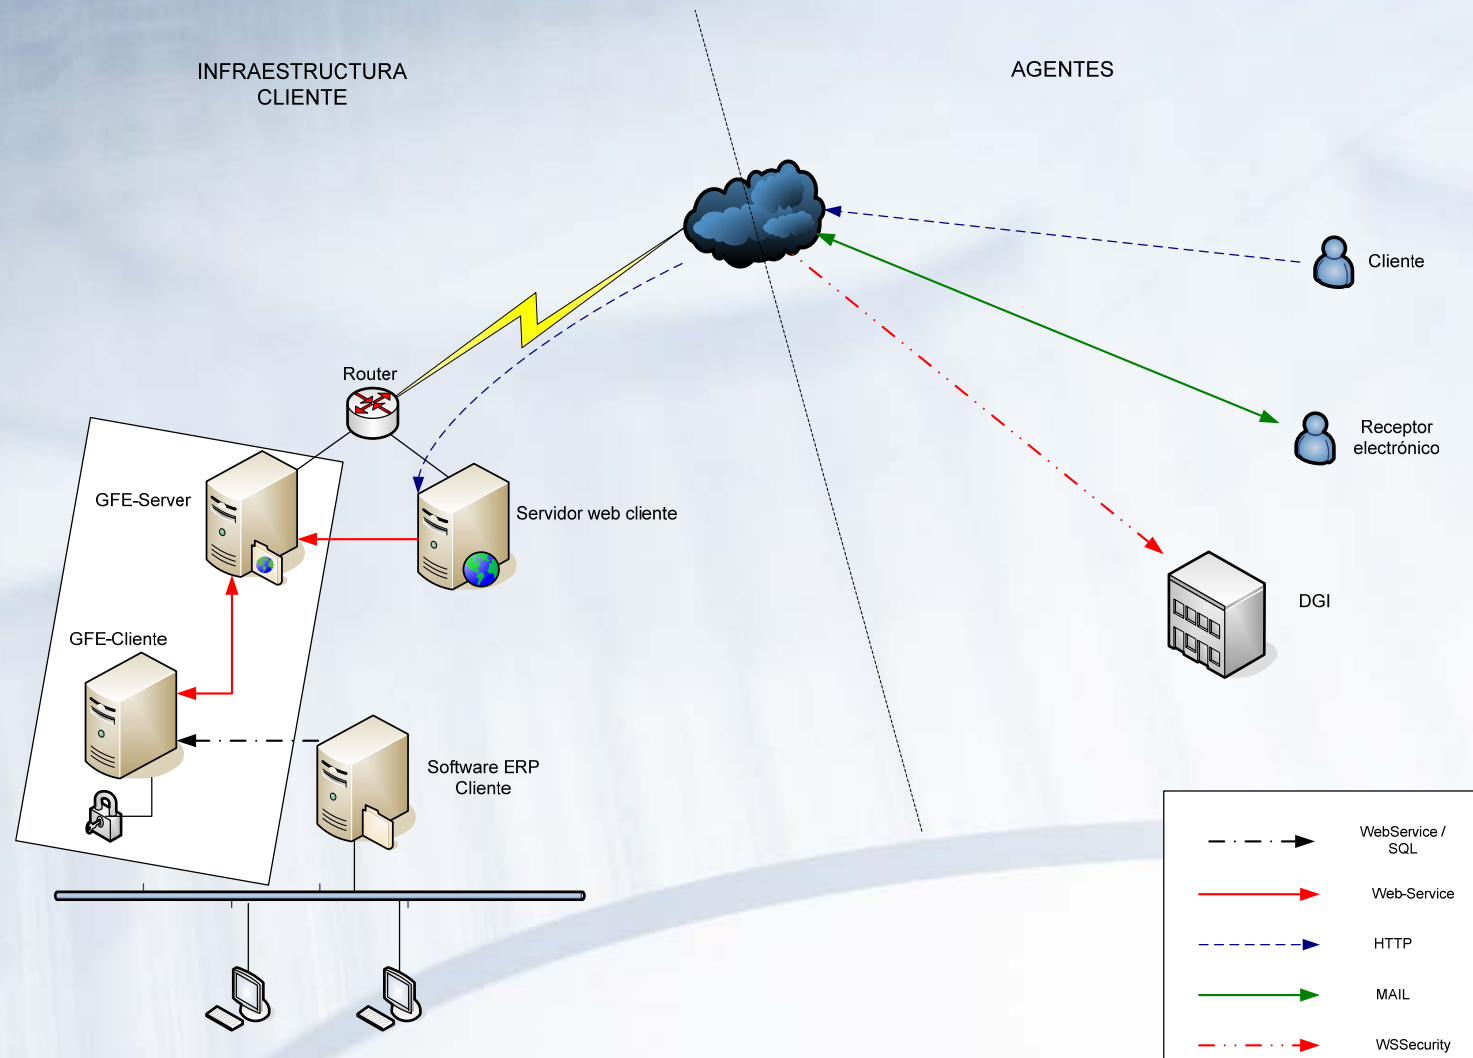 INFRAESTRUCTURA
CLIENTE
AGENTES
Cliente
Router
Receptor
electrónico
GFE-Server
Servidor web cliente
DGI
GFE-Cliente
Software ERP
Cliente
WebService /
SQL
Web-Service
HTTP
MAIL
WSSecurity